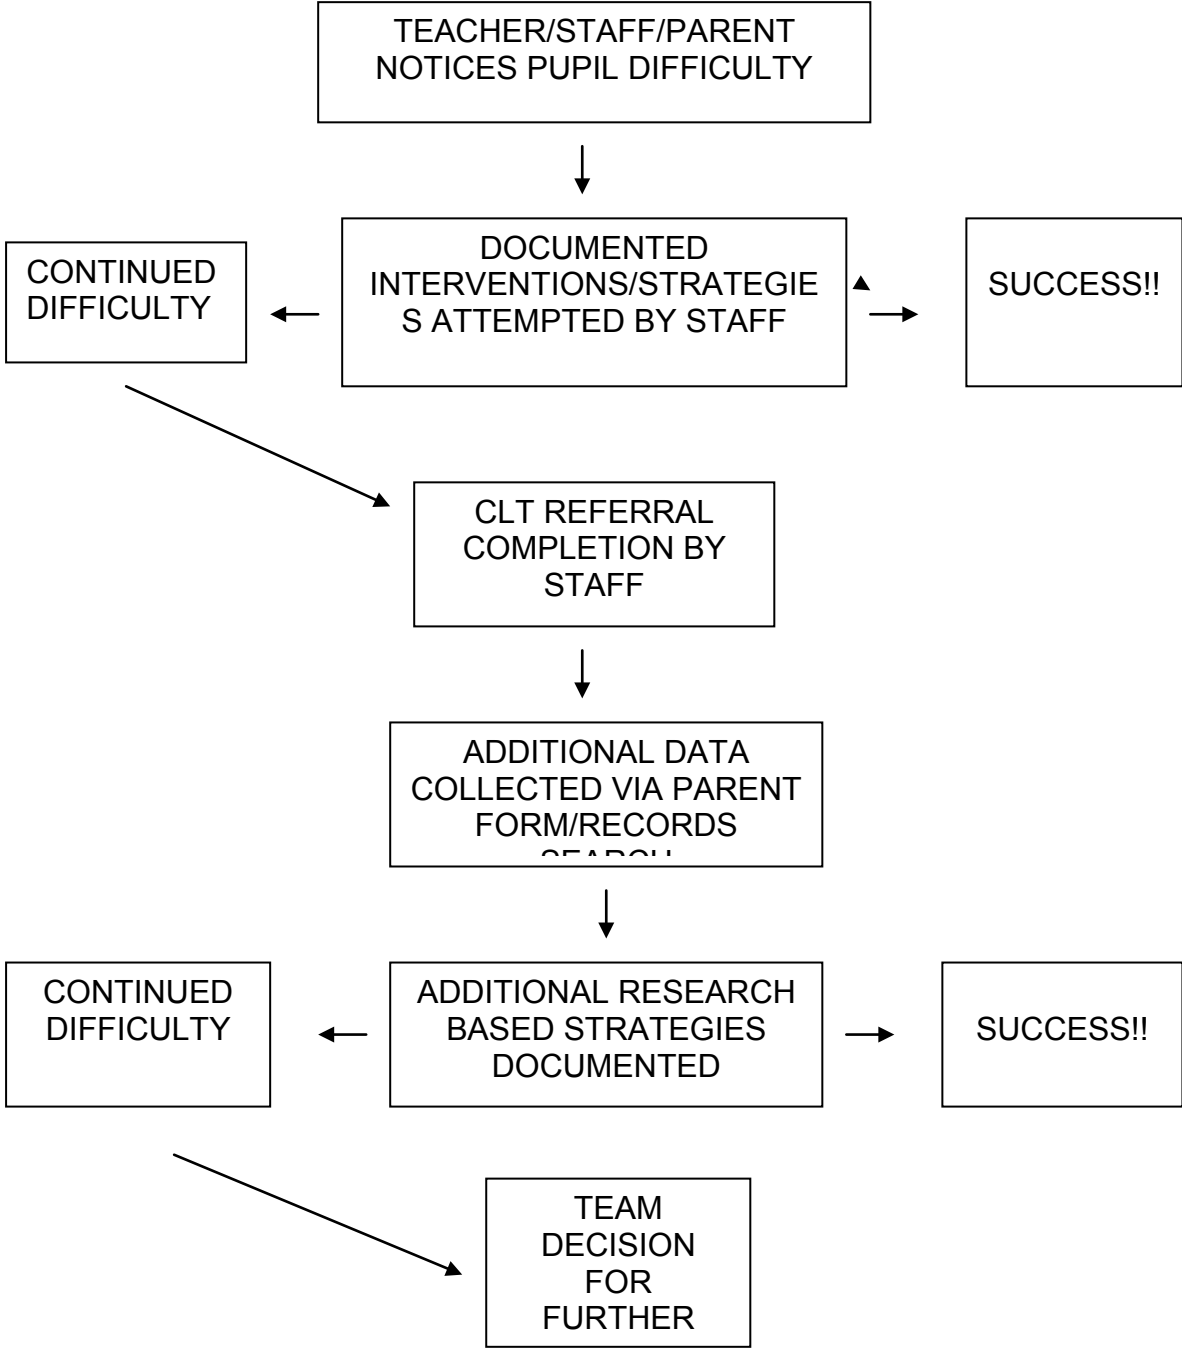 TEACHER/STAFF/PARENT
NOTICES PUPIL DIFFICULTY
CONTINUED
DIFFICULTY
DOCUMENTED
INTERVENTIONS/STRATEGIE
S ATTEMPTED BY STAFF
SUCCESS!!
CLT REFERRAL
COMPLETION BY
STAFF
ADDITIONAL DATA
COLLECTED VIA PARENT
FORM/RECORDS
SEARCH
CONTINUED
DIFFICULTY
ADDITIONAL RESEARCH
BASED STRATEGIES
DOCUMENTED
SUCCESS!!
TEAM
DECISION
FOR
FURTHER